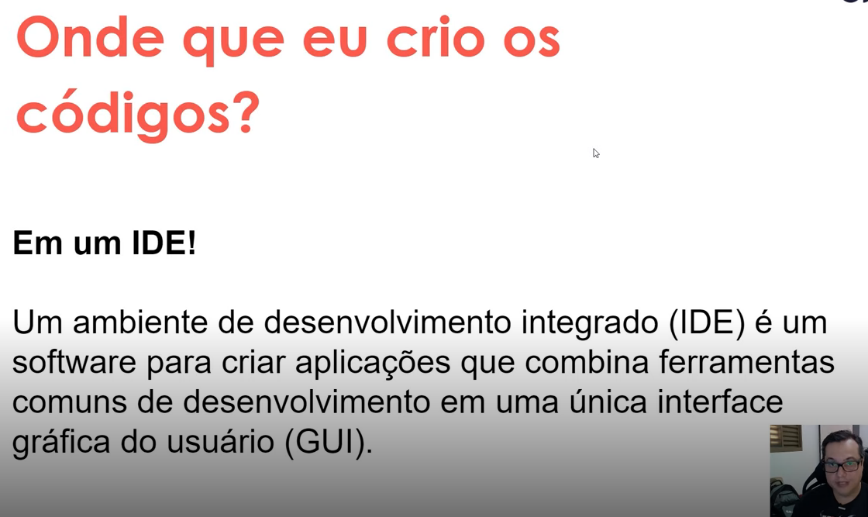 Onde que eu crio os
códigos?
Em um IDE!
Um ambiente de desenvolvimento integrado (IDE) é um
software para criar aplicações que combina ferramentas
comuns de desenvolvimento em uma única interface
gráfica do usuário (GUI).